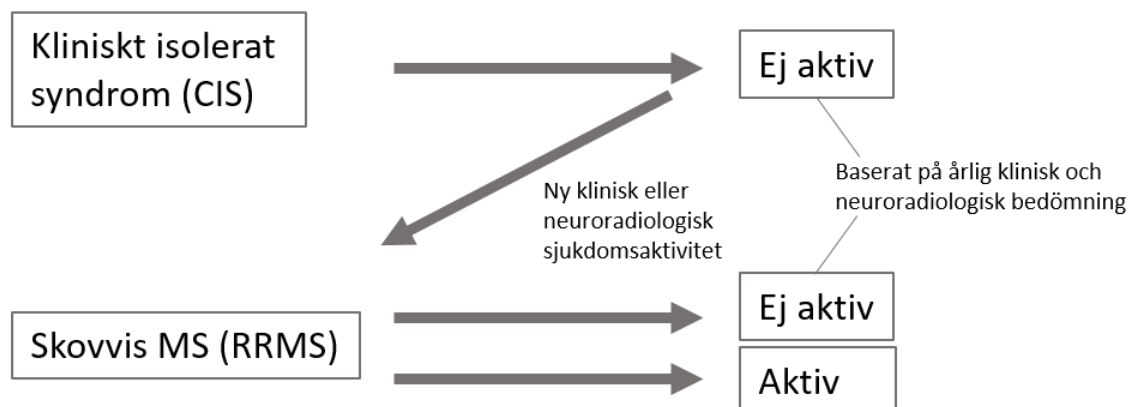 Kliniskt isolerat
syndrom (CIS)
Ej aktiv
Ny klinisk eller
neuroradiologisk
sjukdomsaktivitet
Baserat på årlig klinisk och
neuroradiologisk bedömning
Skovvis MS (RRMS)
Ej aktiv
Aktiv